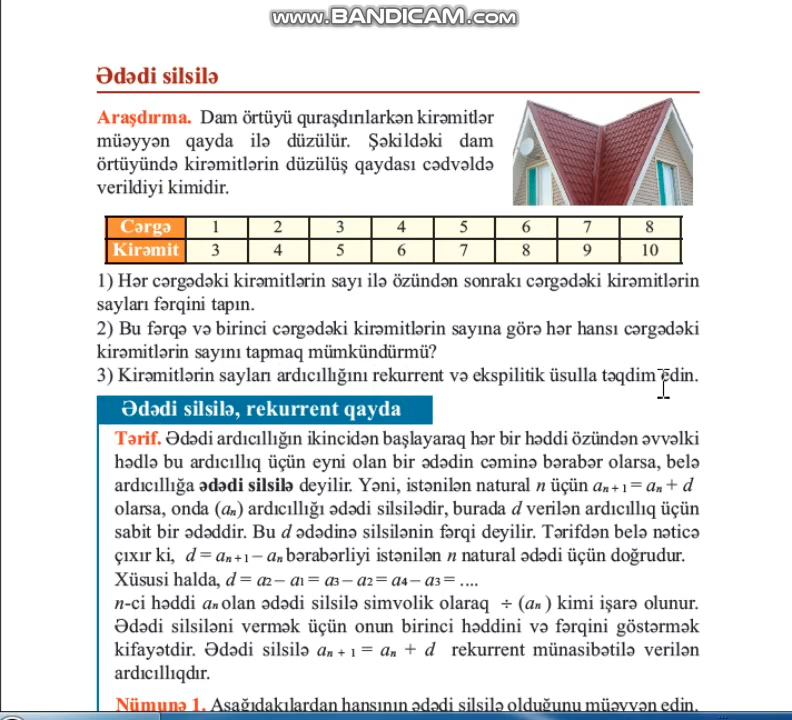 www.BANDICAM.com
Ədədi silsilə
Araşdırma. Dam örtüyü quraşdırılarkən kirəmitlər
müəyyən qayda ilə düzülür. Şəkildəki dam
örtüyündə kirəmitlərin düzülüş qaydası cədvəldə
verildiyi kimidir.
Cərgə 1 2 3 4 5 6 7 8
Kirəmit 3 4 5 6 7 8 9 10
1) Hər cərgədəki kirəmitlərin sayı ilə özündən sonrakı cərgədəki kirəmitlərin
sayları fərqini tapın.
2) Bu fərqə və birinci cərgədəki kirəmitlərin sayına görə hər hansı cərgədəki
kirəmitlərin sayını tapmaq mümkündürmü?
3) Kirəmitlərin sayları ardıcıllığını rekurrent və ekspilitik üsulla təqdim edin.
Ədədi silsilə, rekurrent qayda
Tərif. Ədədi ardıcıllığın ikincidən başlayaraq hər bir həddi özündən əvvəlki
hədlə bu ardıcıllıq üçün eyni olan bir ədədin cəminə bərabər olarsa, belə
ardıcıllığa ədədi silsilə deyilir. Yəni, istənilən natural n üçün aₙ₊₁ = aₙ + d
olarsa, onda (aₙ) ardıcıllığı ədədi silsilədir, burada d verilən ardıcıllıq üçün
sabit bir ədəddir. Bu d ədədinə silsilənin fərqi deyilir. Tərifdən belə nəticə
çıxır ki, d = aₙ₊₁ – aₙ bərabərliyi istənilən n natural ədədi üçün doğrudur.
Xüsusi halda, d = a₂ – a₁ = a₃ – a₂ = a₄ – a₃ = ....
n-ci həddi aₙ olan ədədi silsilə simvolik olaraq ÷ (aₙ) kimi işarə olunur.
Ədədi silsiləni vermək üçün onun birinci həddini və fərqini göstərmək
kifayətdir. Ədədi silsilə aₙ₊₁ = aₙ + d rekurrent münasibətilə verilən
ardıcıllıqdır.
Nümunə 1. Aşağıdakılardan hansının ədədi silsilə olduğunu müəyyən edin.